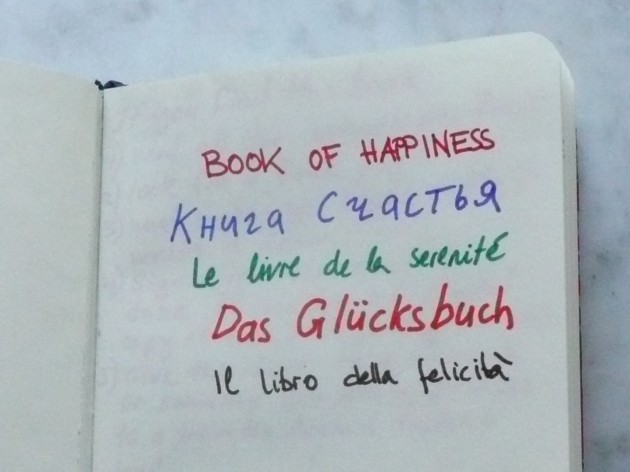 BOOK OF HAPPINESS
Книга Счастья
Le livre de la serenité
Das Glücksbuch
Il libro della felicità